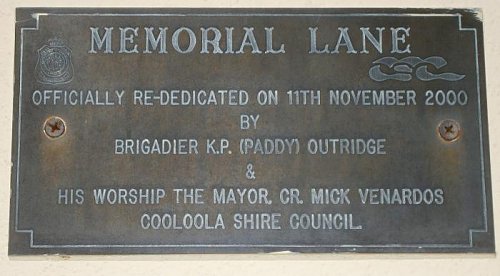 MEMORIAL LANE
OFFICIALLY RE-DEDICATED ON 11TH NOVEMBER 2000
BY
BRIGADIER K.P. (PADDY) OUTRIDGE
&
HIS WORSHIP THE MAYOR, CR. MICK VENARDOS
COOLOOLA SHIRE COUNCIL.